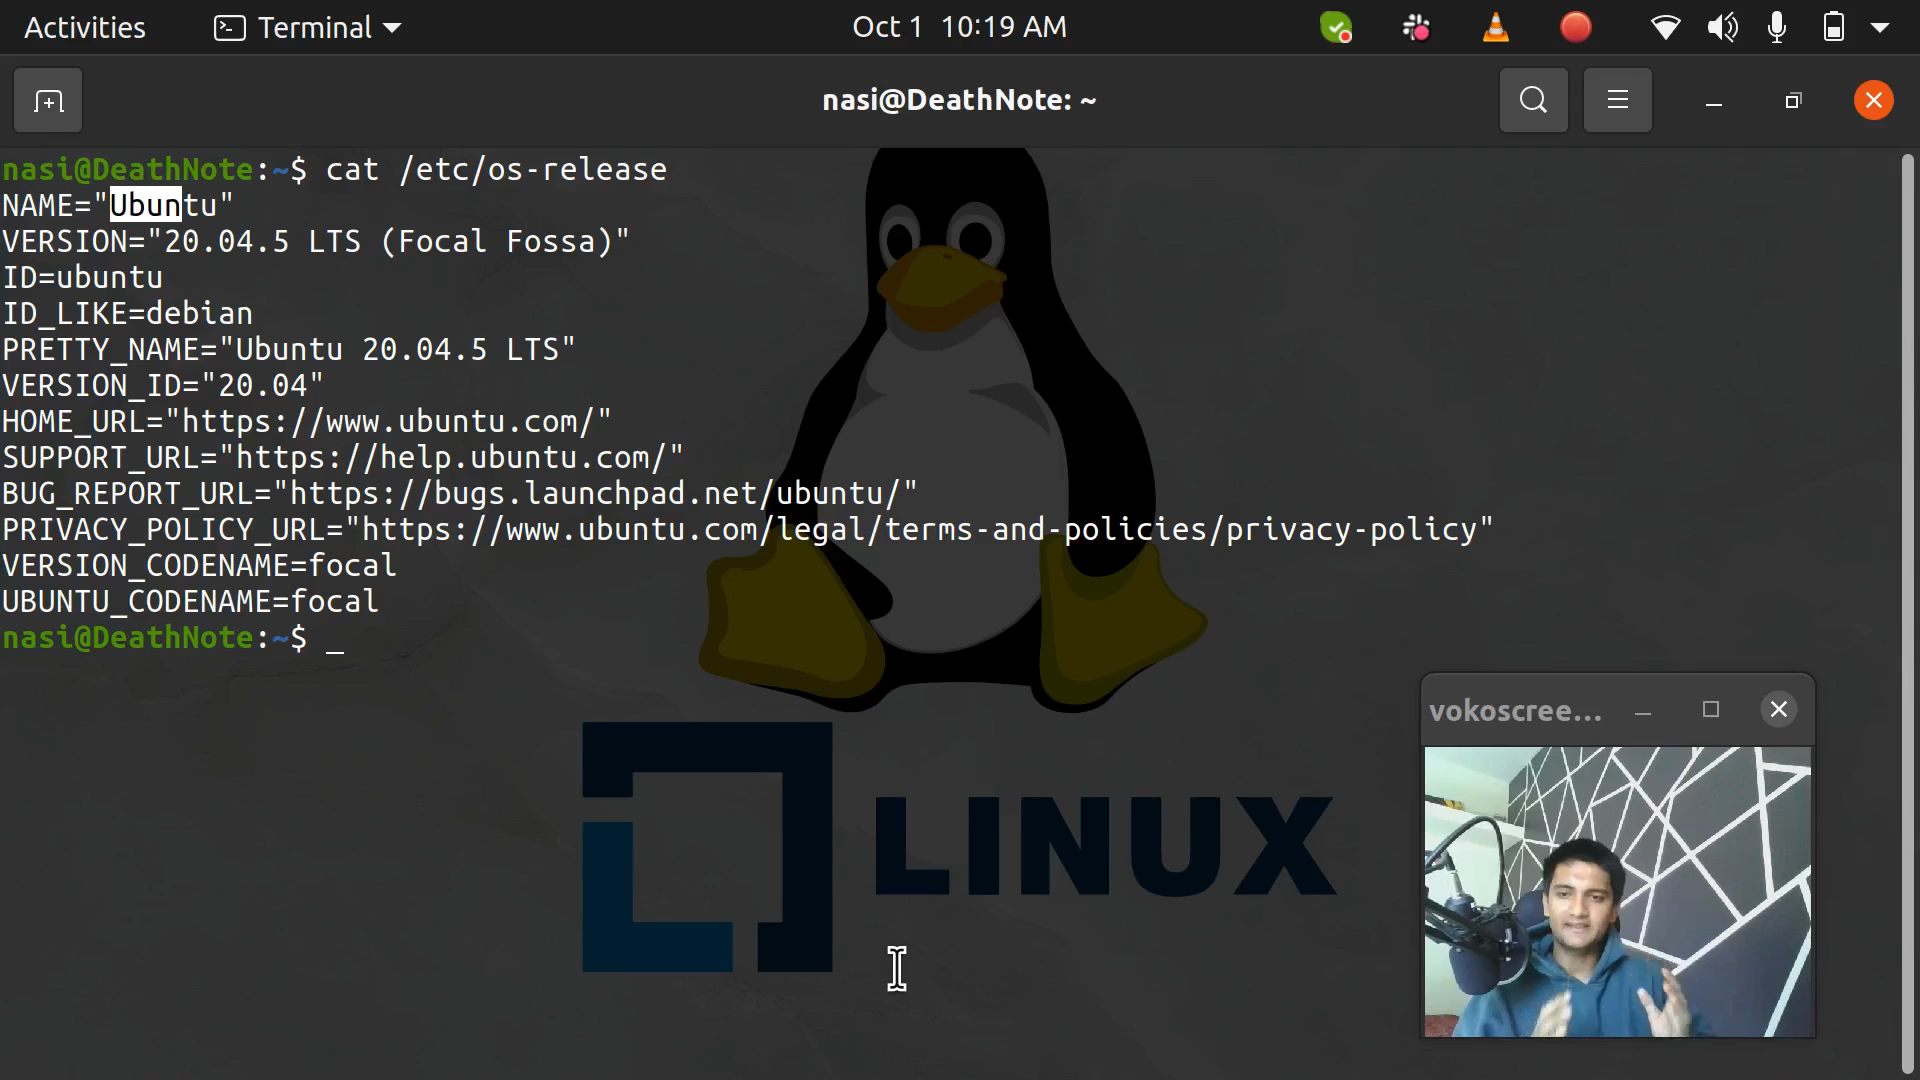 Activities
Terminal
Oct 1 10:19 AM
nasi@DeathNote: ~
nasi@DeathNote:~$ cat /etc/os-release
NAME="Ubuntu"
VERSION="20.04.5 LTS (Focal Fossa)"
ID=ubuntu
ID_LIKE=debian
PRETTY_NAME="Ubuntu 20.04.5 LTS"
VERSION_ID="20.04"
HOME_URL="https://www.ubuntu.com/"
SUPPORT_URL="https://help.ubuntu.com/"
BUG_REPORT_URL="https://bugs.launchpad.net/ubuntu/"
PRIVACY_POLICY_URL="https://www.ubuntu.com/legal/terms-and-policies/privacy-policy"
VERSION_CODENAME=focal
UBUNTU_CODENAME=focal
nasi@DeathNote:~$ _
vokoscree...
LINUX